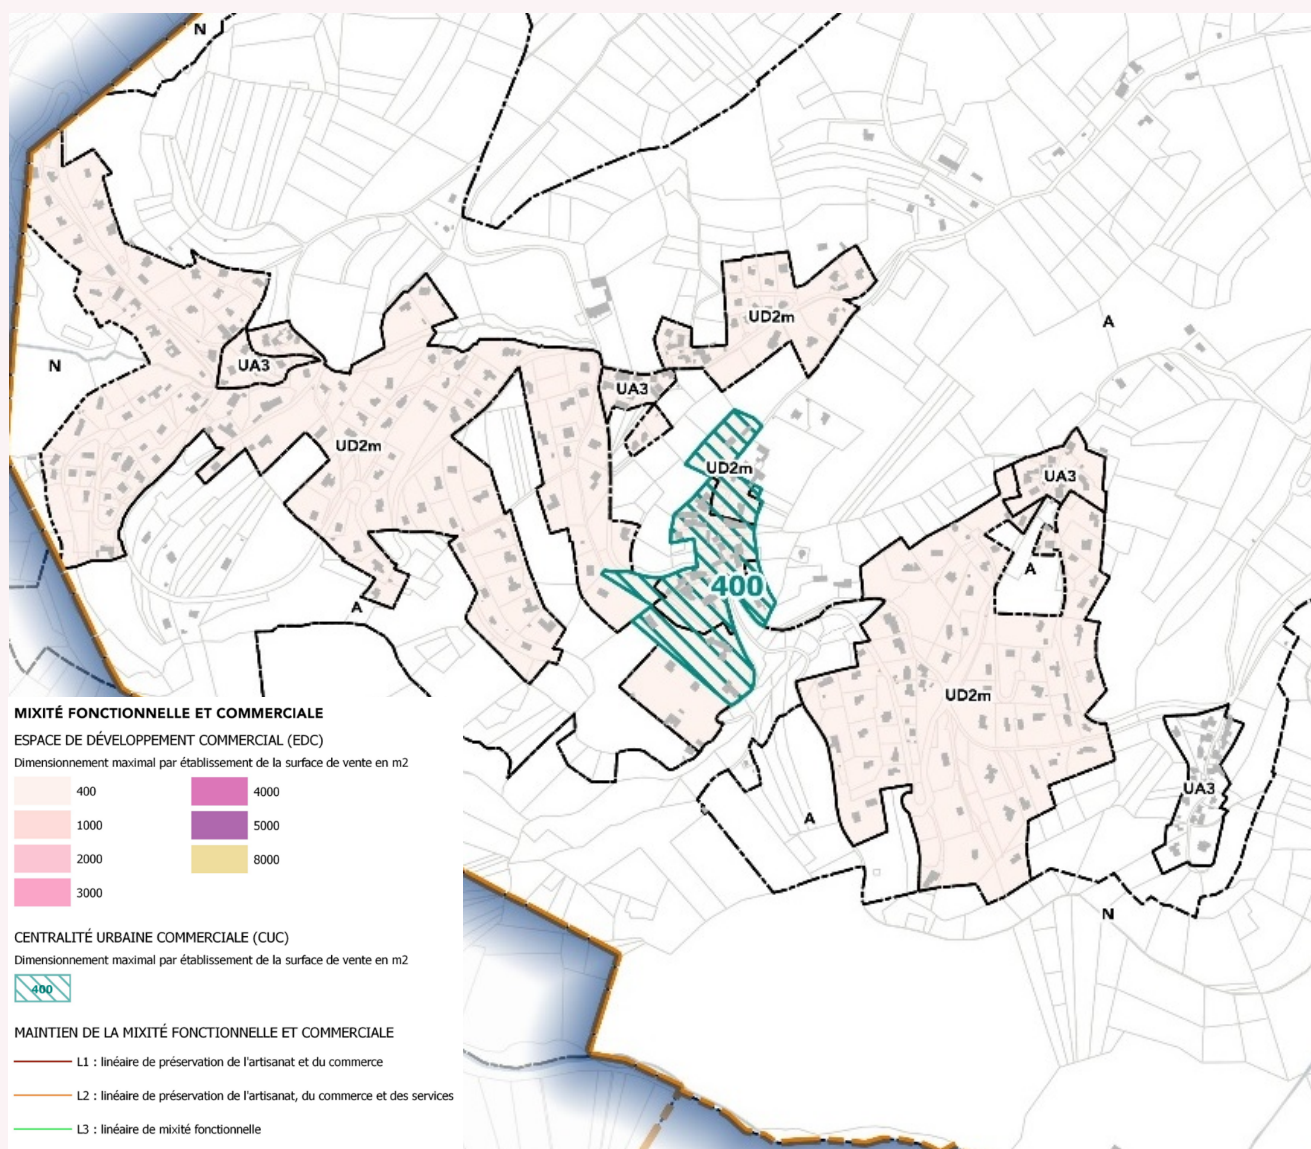 N
UD2m
A
UA3
N
UA3
UD2m
UD2m
UA3
A
400
A
UD2m
UA3
A
N
MIXITÉ FONCTIONNELLE ET COMMERCIALE
ESPACE DE DÉVELOPPEMENT COMMERCIAL (EDC)
Dimensionnement maximal par établissement de la surface de vente en m2
400
4000
1000
5000
2000
8000
3000
CENTRALITÉ URBAINE COMMERCIALE (CUC)
Dimensionnement maximal par établissement de la surface de vente en m2
400
MAINTIEN DE LA MIXITÉ FONCTIONNELLE ET COMMERCIALE
L1 : linéaire de préservation de l'artisanat et du commerce
L2 : linéaire de préservation de l'artisanat, du commerce et des services
L3 : linéaire de mixité fonctionnelle